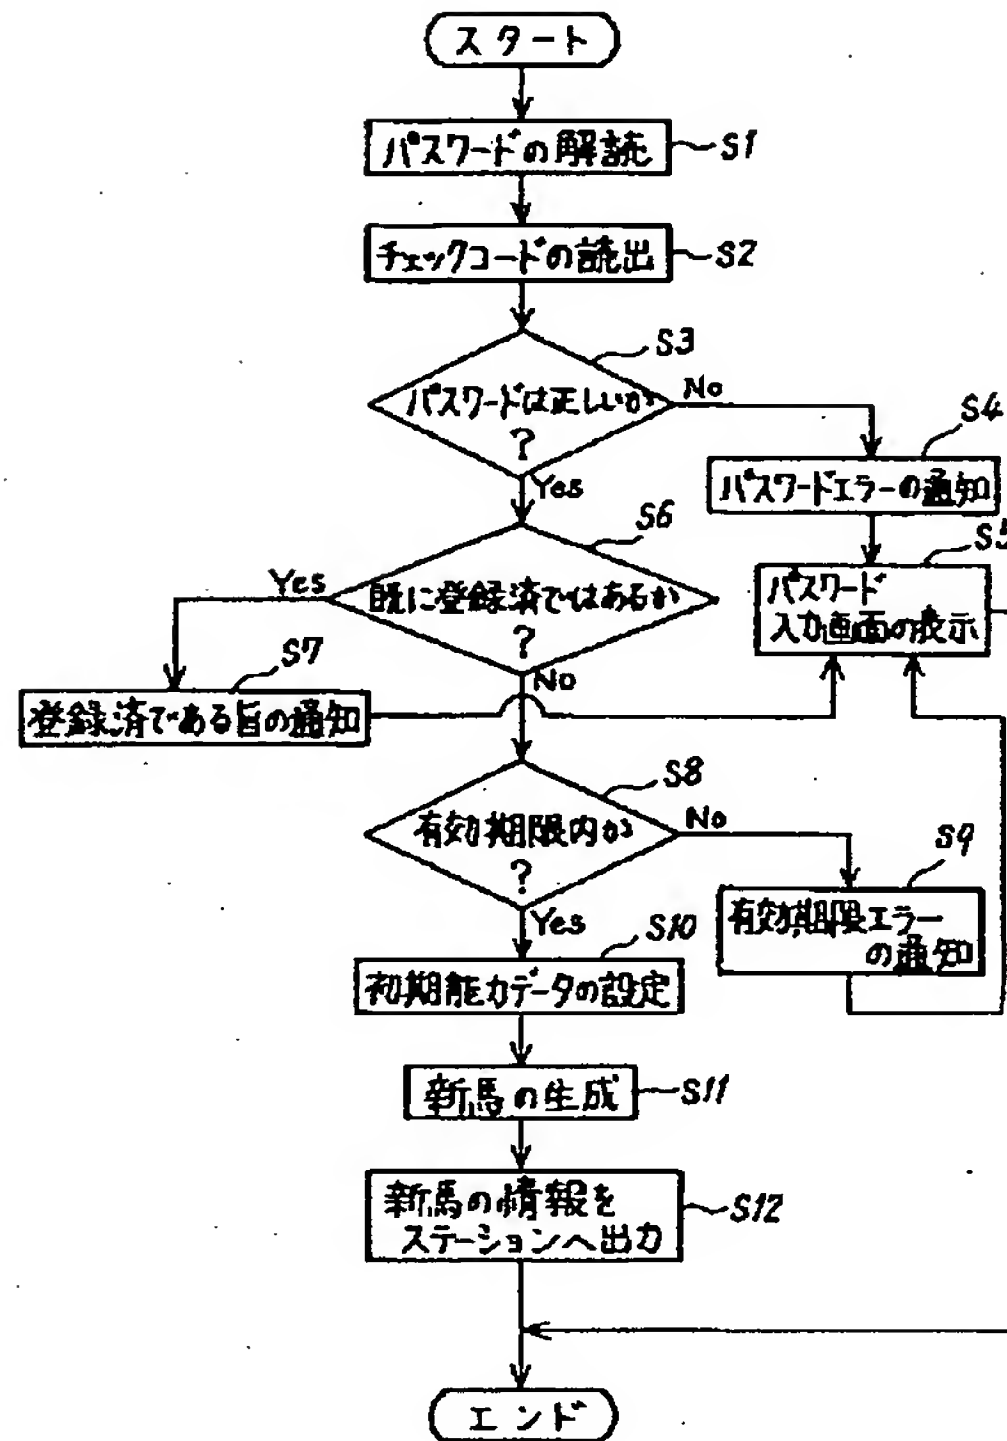 スタート
パスワードの解読
S1
チェックコードの読出
S2
S3
パスワードは正しいか
?
No
Yes
S4
パスワードエラーの通知
S5
パスワード
入力画面の表示
S6
既に登録済ではあるか
?
Yes
No
S7
登録済である旨の通知
S8
有効期限内か
?
No
Yes
S9
有効期限エラー
の通知
S10
初期能力データの設定
新馬の生成
S11
新馬の情報を
ステーションへ出力
S12
エンド